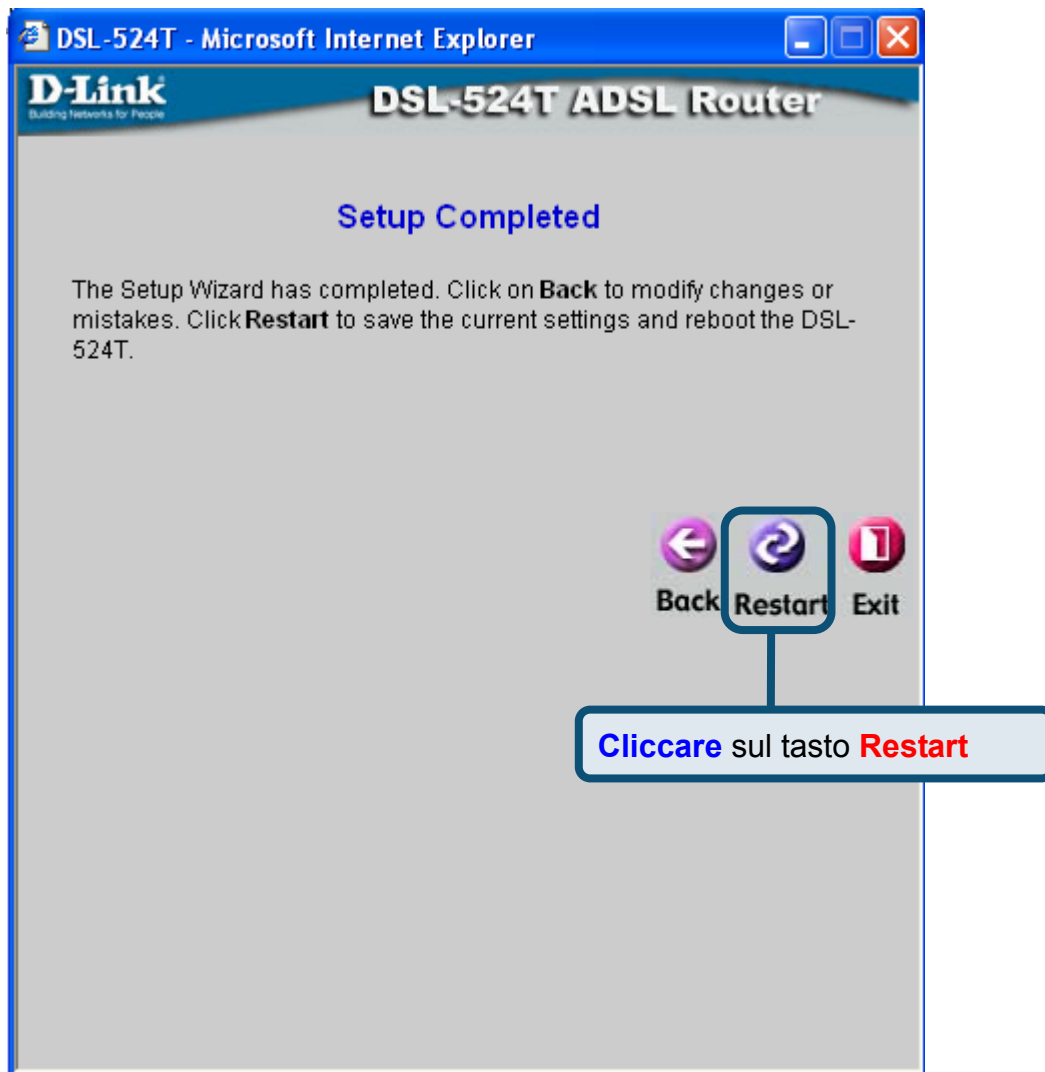 DSL-524T - Microsoft Internet Explorer
D-Link
Building Networks for People
DSL-524T ADSL Router
Setup Completed
The Setup Wizard has completed. Click on Back to modify changes or
mistakes. Click Restart to save the current settings and reboot the DSL-
524T.
Back Restart Exit
Cliccare sul tasto Restart